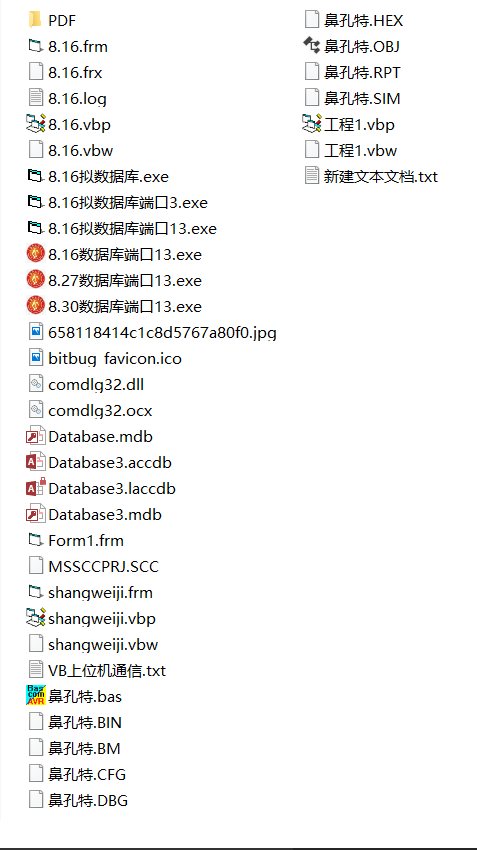 PDF
8.16.frm
8.16.frx
8.16.log
8.16.vbp
8.16.vbw
8.16拟数据库.exe
8.16拟数据库端口3.exe
8.16拟数据库端口13.exe
8.16数据库端口13.exe
8.27数据库端口13.exe
8.30数据库端口13.exe
658118414c1c8d5767a80f0.jpg
bitbug_favicon.ico
comdlg32.dll
comdlg32.ocx
Database.mdb
Database3.accdb
Database3.laccdb
Database3.mdb
Form1.frm
MSSCCPRJ.SCC
shangweiji.frm
shangweiji.vbp
shangweiji.vbw
VB上位机通信.txt
Bas
com
AVR
鼻孔特.bas
鼻孔特.BIN
鼻孔特.BM
鼻孔特.CFG
鼻孔特.DBG
鼻孔特.HEX
鼻孔特.OBJ
鼻孔特.RPT
鼻孔特.SIM
工程1.vbp
工程1.vbw
新建文本文档.txt